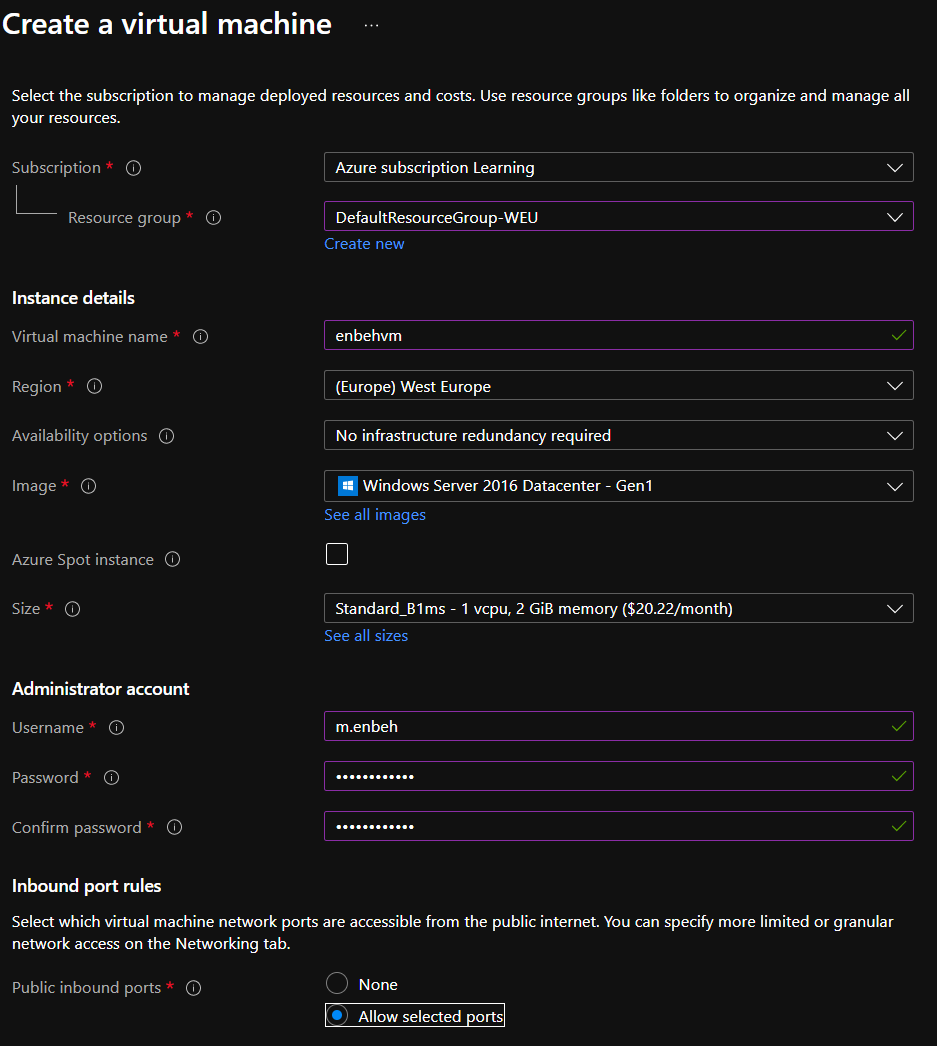 Create a virtual machine ...
Select the subscription to manage deployed resources and costs. Use resource groups like folders to organize and manage all
your resources.
Subscription * Azure subscription Learning
Resource group * DefaultResourceGroup-WEU
Create new
Instance details
Virtual machine name * enbehvm
Region * (Europe) West Europe
Availability options No infrastructure redundancy required
Image * Windows Server 2016 Datacenter - Gen1
See all images
Azure Spot instance
Size * Standard_B1ms - 1 vcpu, 2 GiB memory ($20.22/month)
See all sizes
Administrator account
Username * m.enbeh
Password * ••••••••••••
Confirm password * ••••••••••••
Inbound port rules
Select which virtual machine network ports are accessible from the public internet. You can specify more limited or granular
network access on the Networking tab.
Public inbound ports * None
Allow selected ports